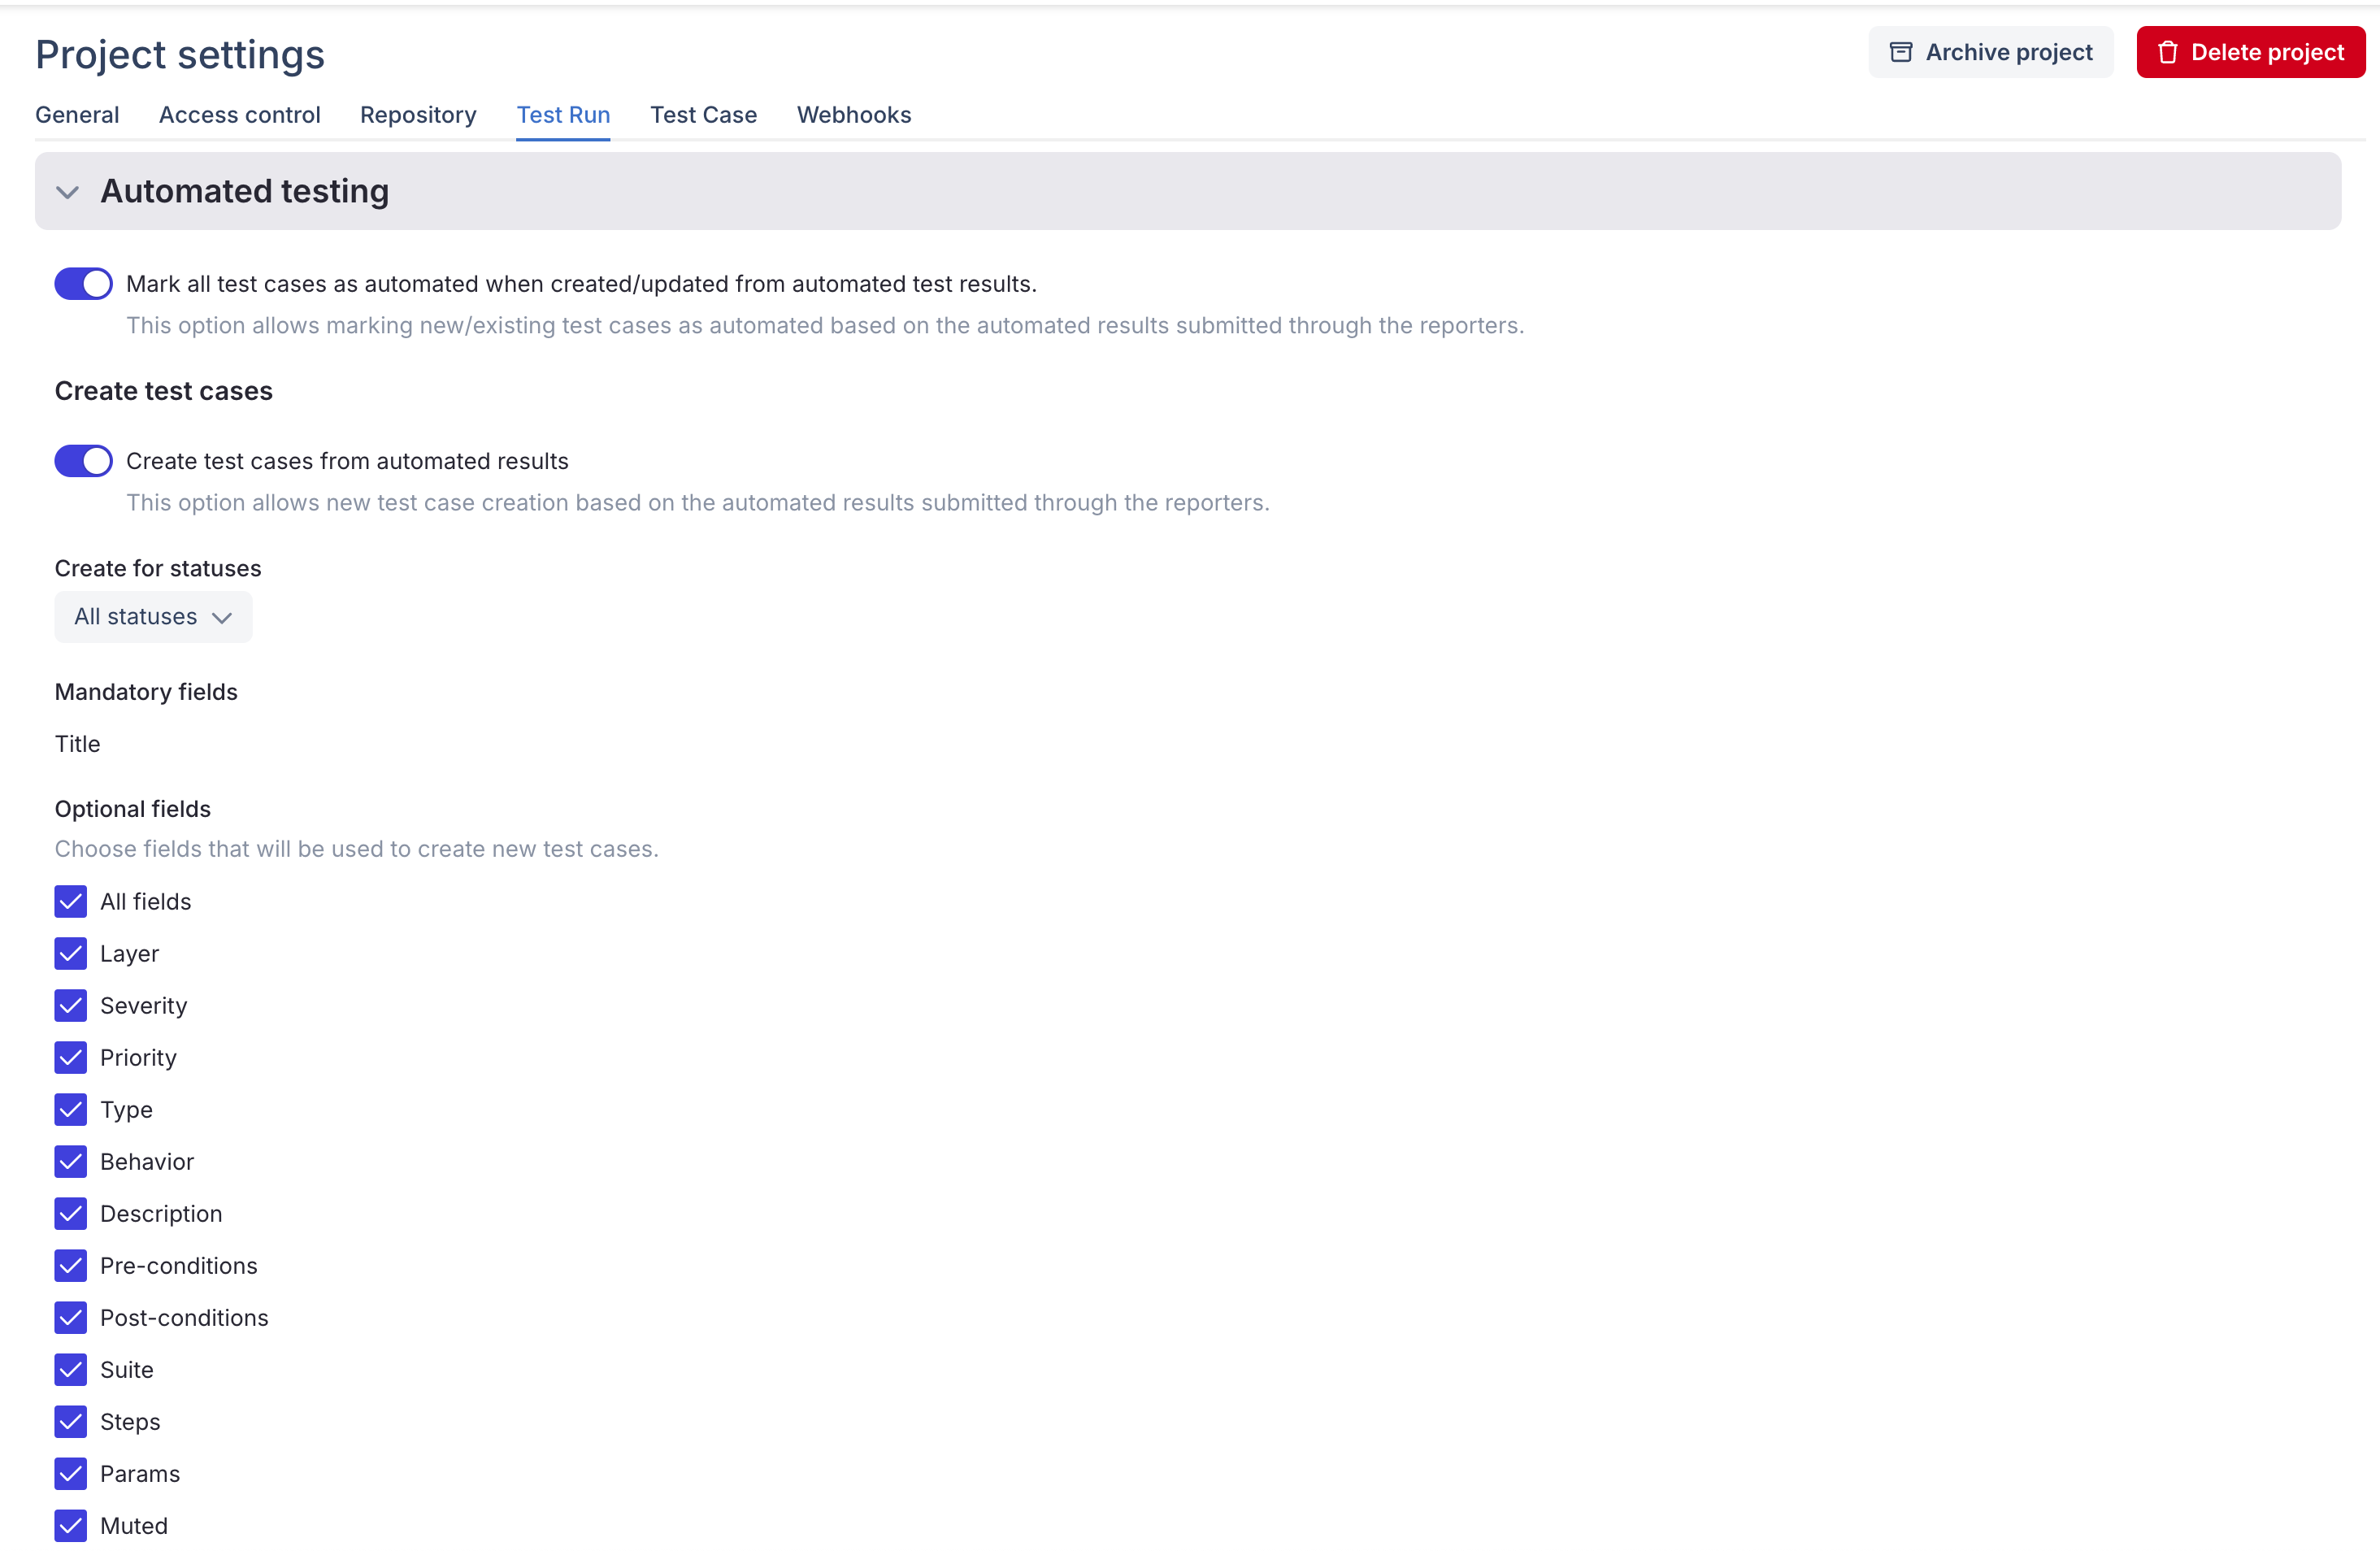 Project settings
Archive project
Delete project
General
Access control
Repository
Test Run
Test Case
Webhooks
Automated testing
Mark all test cases as automated when created/updated from automated test results.
This option allows marking new/existing test cases as automated based on the automated results submitted through the reporters.
Create test cases
Create test cases from automated results
This option allows new test case creation based on the automated results submitted through the reporters.
Create for statuses
All statuses
Mandatory fields
Title
Optional fields
Choose fields that will be used to create new test cases.
All fields
Layer
Severity
Priority
Type
Behavior
Description
Pre-conditions
Post-conditions
Suite
Steps
Params
Muted